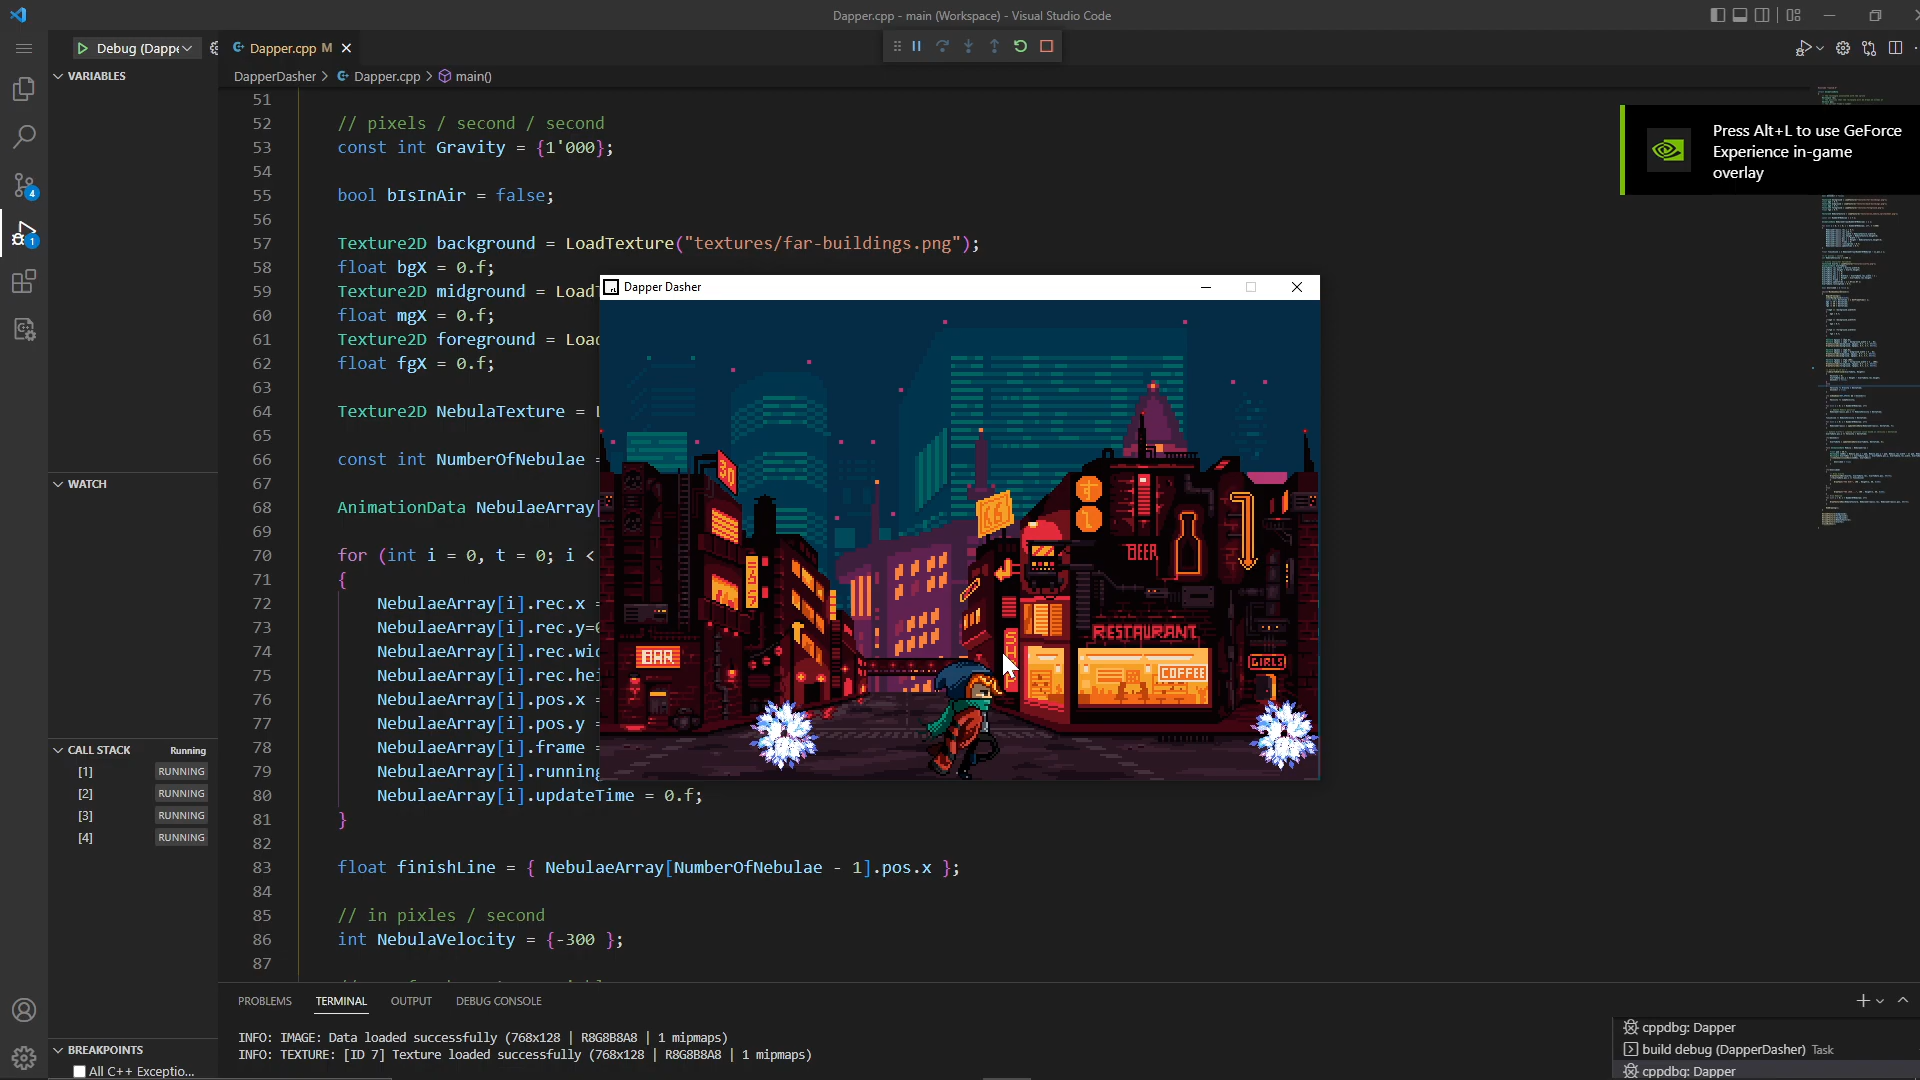 Dapper.cpp - main (Workspace) - Visual Studio Code
Debug (Dappe
Dapper.cpp M
VARIABLES
DapperDasher > Dapper.cpp > main()
51
52 // pixels / second / second
53 const int Gravity = {1'000};
54
55 bool bIsInAir = false;
56
57 Texture2D background = LoadTexture("textures/far-buildings.png");
58 float bgX = 0.f;
59 Texture2D midground = LoadT
60 float mgX = 0.f;
61 Texture2D foreground = Load
62 float fgX = 0.f;
63
64 Texture2D NebulaTexture = L
65
66 const int NumberOfNebulae =
67
68 AnimationData NebulaeArray
69
70 for (int i = 0, t = 0; i <
71 {
72 NebulaeArray[i].rec.x =
73 NebulaeArray[i].rec.y=0
74 NebulaeArray[i].rec.wid
75 NebulaeArray[i].rec.hei
76 NebulaeArray[i].pos.x =
77 NebulaeArray[i].pos.y =
78 NebulaeArray[i].frame =
79 NebulaeArray[i].running
80 NebulaeArray[i].updateTime = 0.f;
81 }
82
83 float finishLine = { NebulaeArray[NumberOfNebulae - 1].pos.x };
84
85 // in pixles / second
86 int NebulaVelocity = {-300 };
87
Press Alt+L to use GeForce
Experience in-game
overlay
4
1
Dapper Dasher
30
BEER
RESTAURANT
BAR
COFFEE
GIRLS
WATCH
CALL STACK Running
[1] RUNNING
[2] RUNNING
[3] RUNNING
[4] RUNNING
BREAKPOINTS
All C++ Exceptio...
PROBLEMS TERMINAL OUTPUT DEBUG CONSOLE
INFO: IMAGE: Data loaded successfully (768x128 | R8G8B8A8 | 1 mipmaps)
INFO: TEXTURE: [ID 7] Texture loaded successfully (768x128 | R8G8B8A8 | 1 mipmaps)
cppdbg: Dapper
build debug (DapperDasher) Task
cppdbg: Dapper